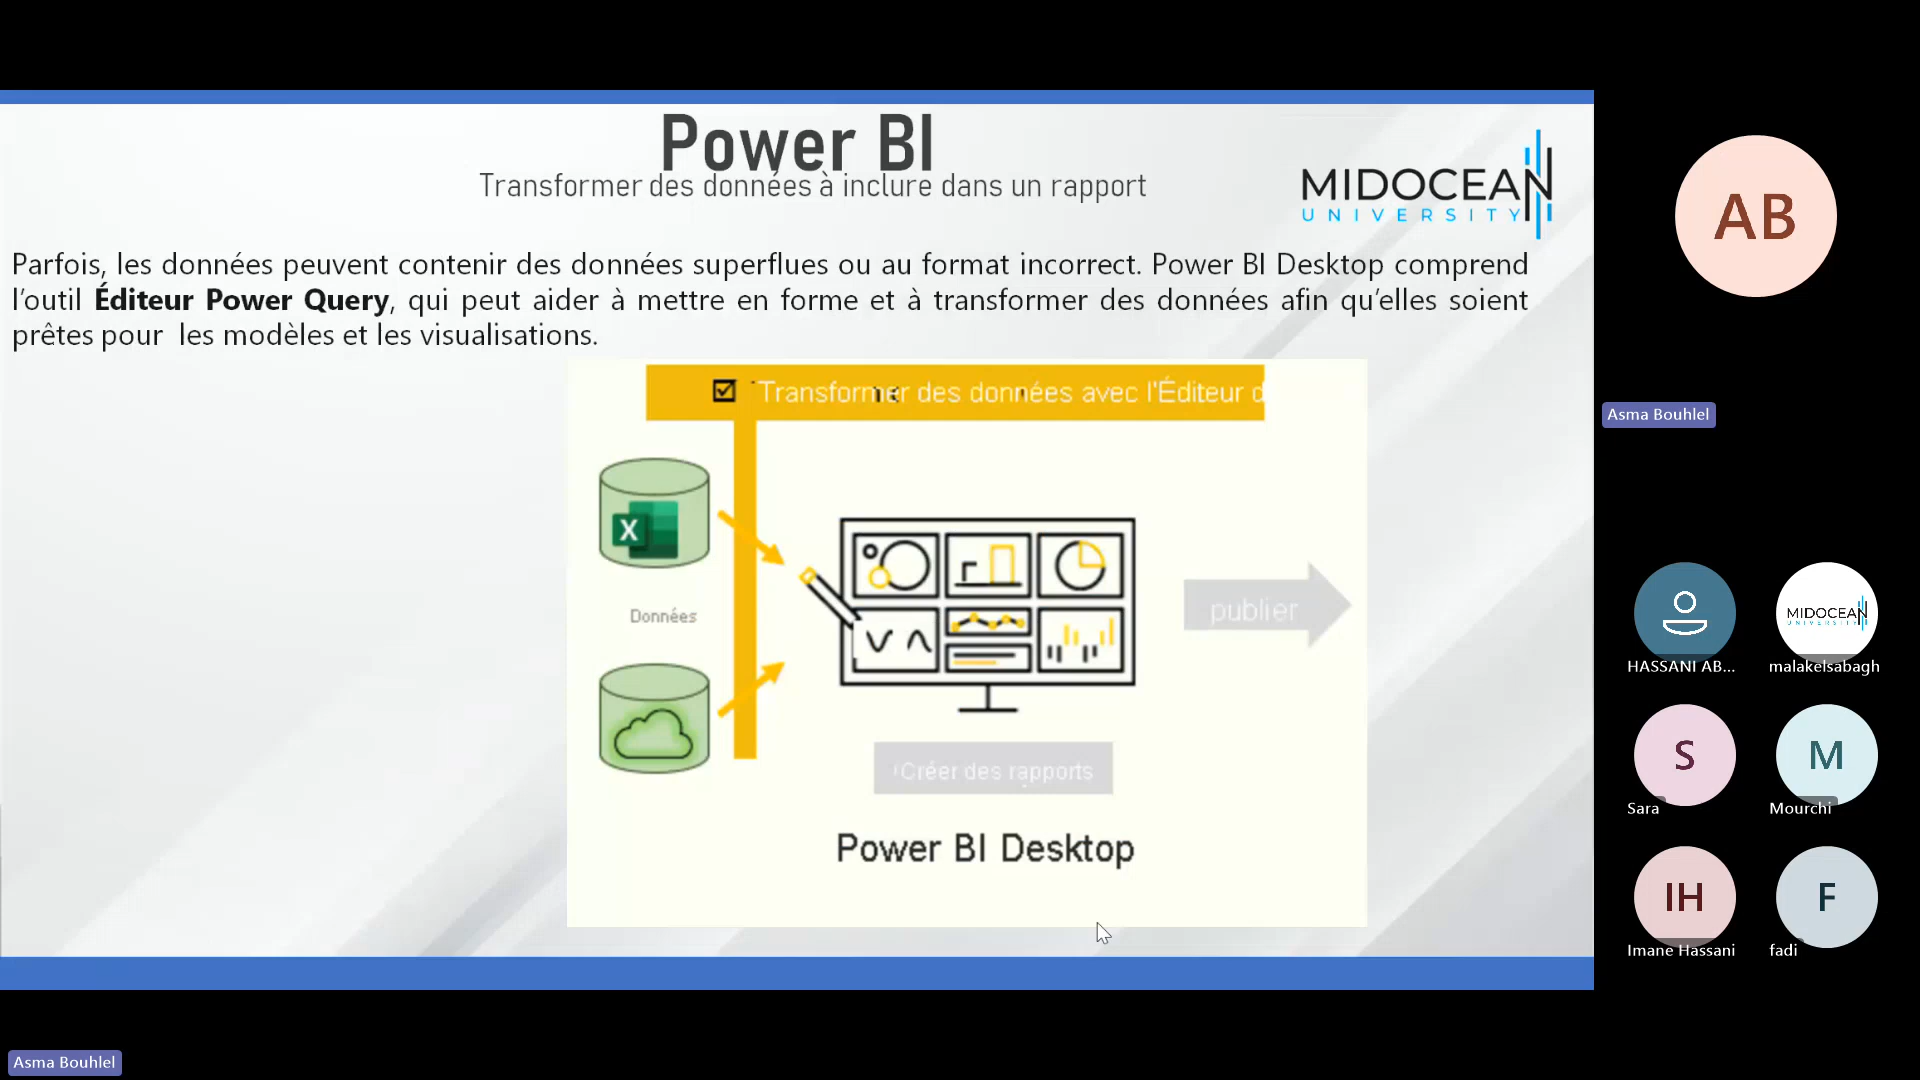 Power BI
Transformer des données à inclure dans un rapport
MIDOCEAN
UNIVERSITY
Parfois, les données peuvent contenir des données superflues ou au format incorrect. Power BI Desktop comprend
l’outil Éditeur Power Query, qui peut aider à mettre en forme et à transformer des données afin qu’elles soient
prêtes pour les modèles et les visualisations.
Transformer des données avec l'Éditeur d
X
Données
publier
Créer des rapports
Power BI Desktop
AB
Asma Bouhlel
HASSANI AB...
MIDOCEAN
UNIVERSITY
malakelsabagh
S
Sara
M
Mourchi
IH
Imane Hassani
F
fadi
Asma Bouhlel